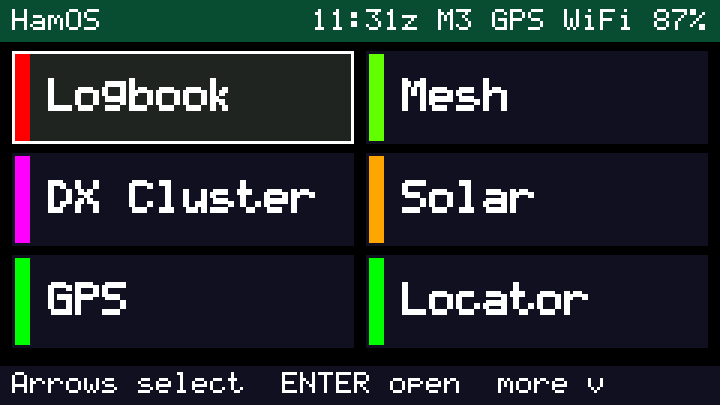 HamOS 11:31z M3 GPS WiFi 87%
Logbook Mesh
DX Cluster Solar
GPS Locator
Arrows select ENTER open more v